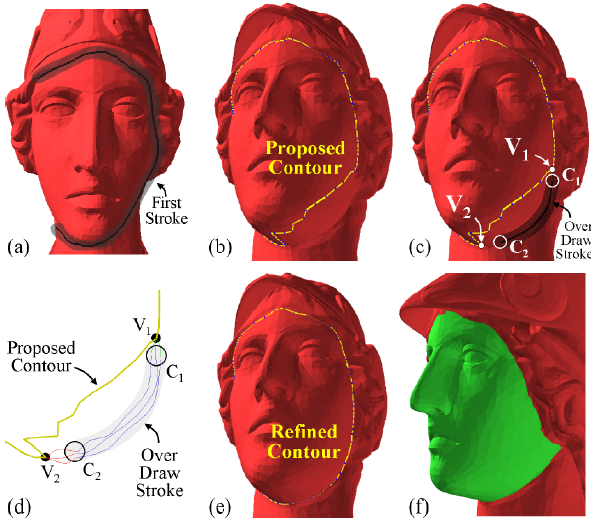 First
Stroke
(a)
Proposed
Contour
(b)
V1
C1
V2
C2
Over
Draw
Stroke
(c)
V1
Proposed
Contour
C1
V2
C2
Over
Draw
Stroke
(d)
Refined
Contour
(e)
(f)